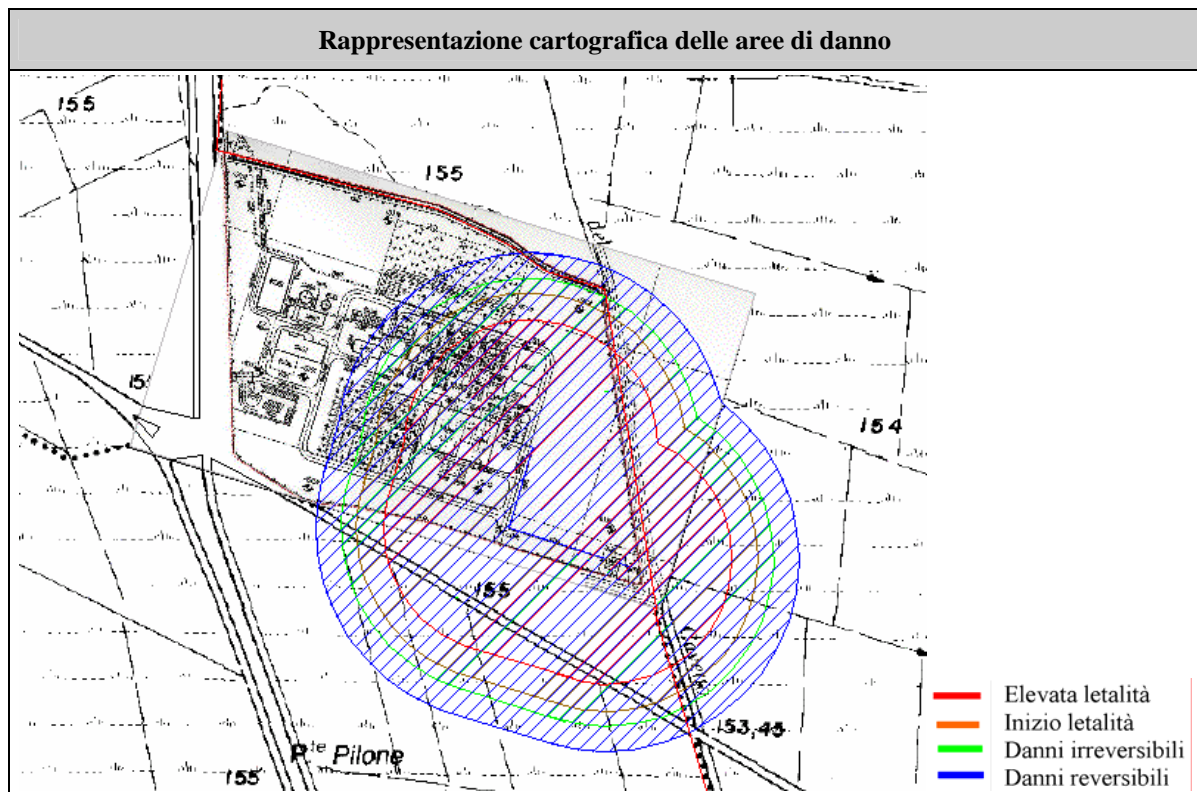 Rappresentazione cartografica delle aree di danno
155
155
del
154
155
153,45
P.te Pilone
155
Elevata letalità
Inizio letalità
Danni irreversibili
Danni reversibili